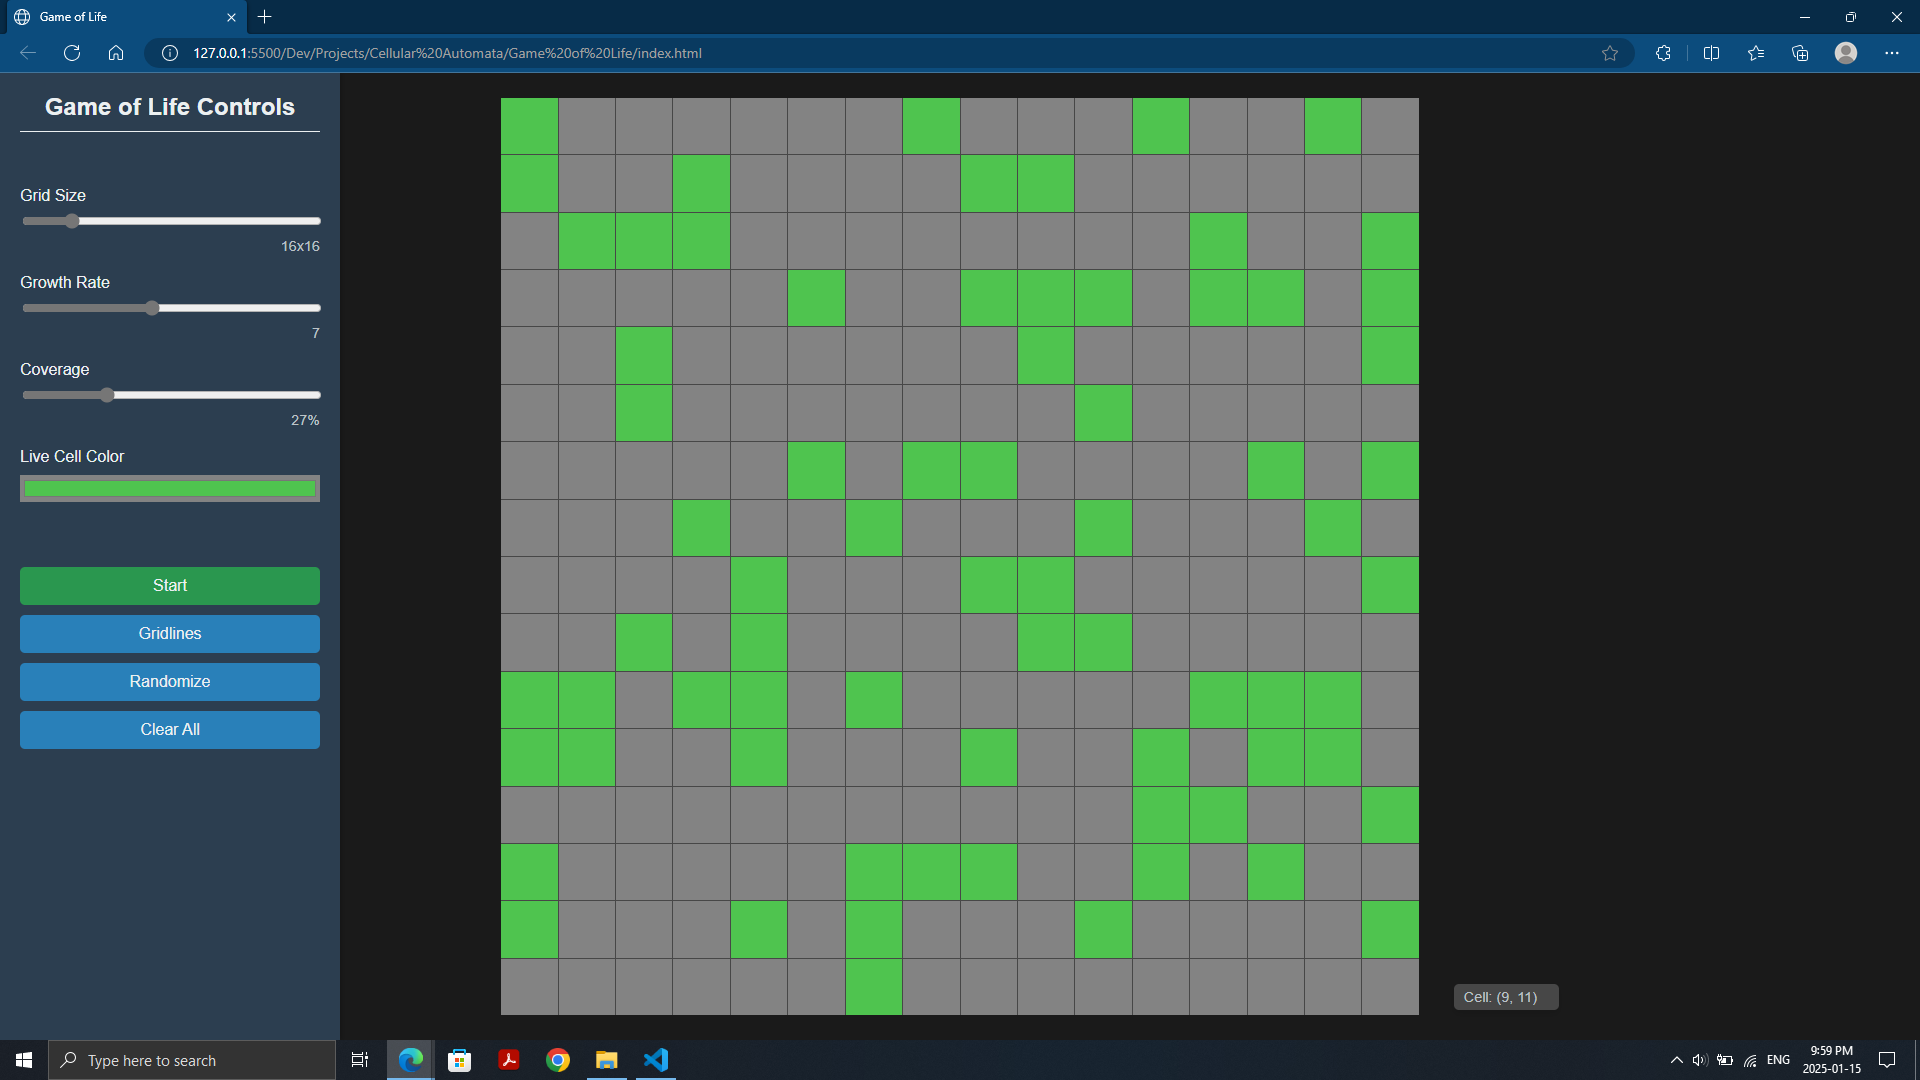 Game of Life
127.0.0.1:5500/Dev/Projects/Cellular%20Automata/Game%20of%20Life/index.html
Game of Life Controls
Grid Size
16x16
Growth Rate
7
Coverage
27%
Live Cell Color
Start
Gridlines
Randomize
Clear All
Cell: (9, 11)
Type here to search
ENG
9:59 PM
2025-01-15